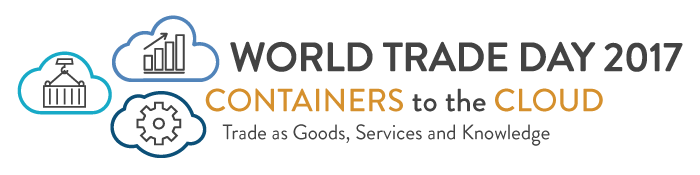 WORLD TRADE DAY 2017
CONTAINERS to the CLOUD
Trade as Goods, Services and Knowledge